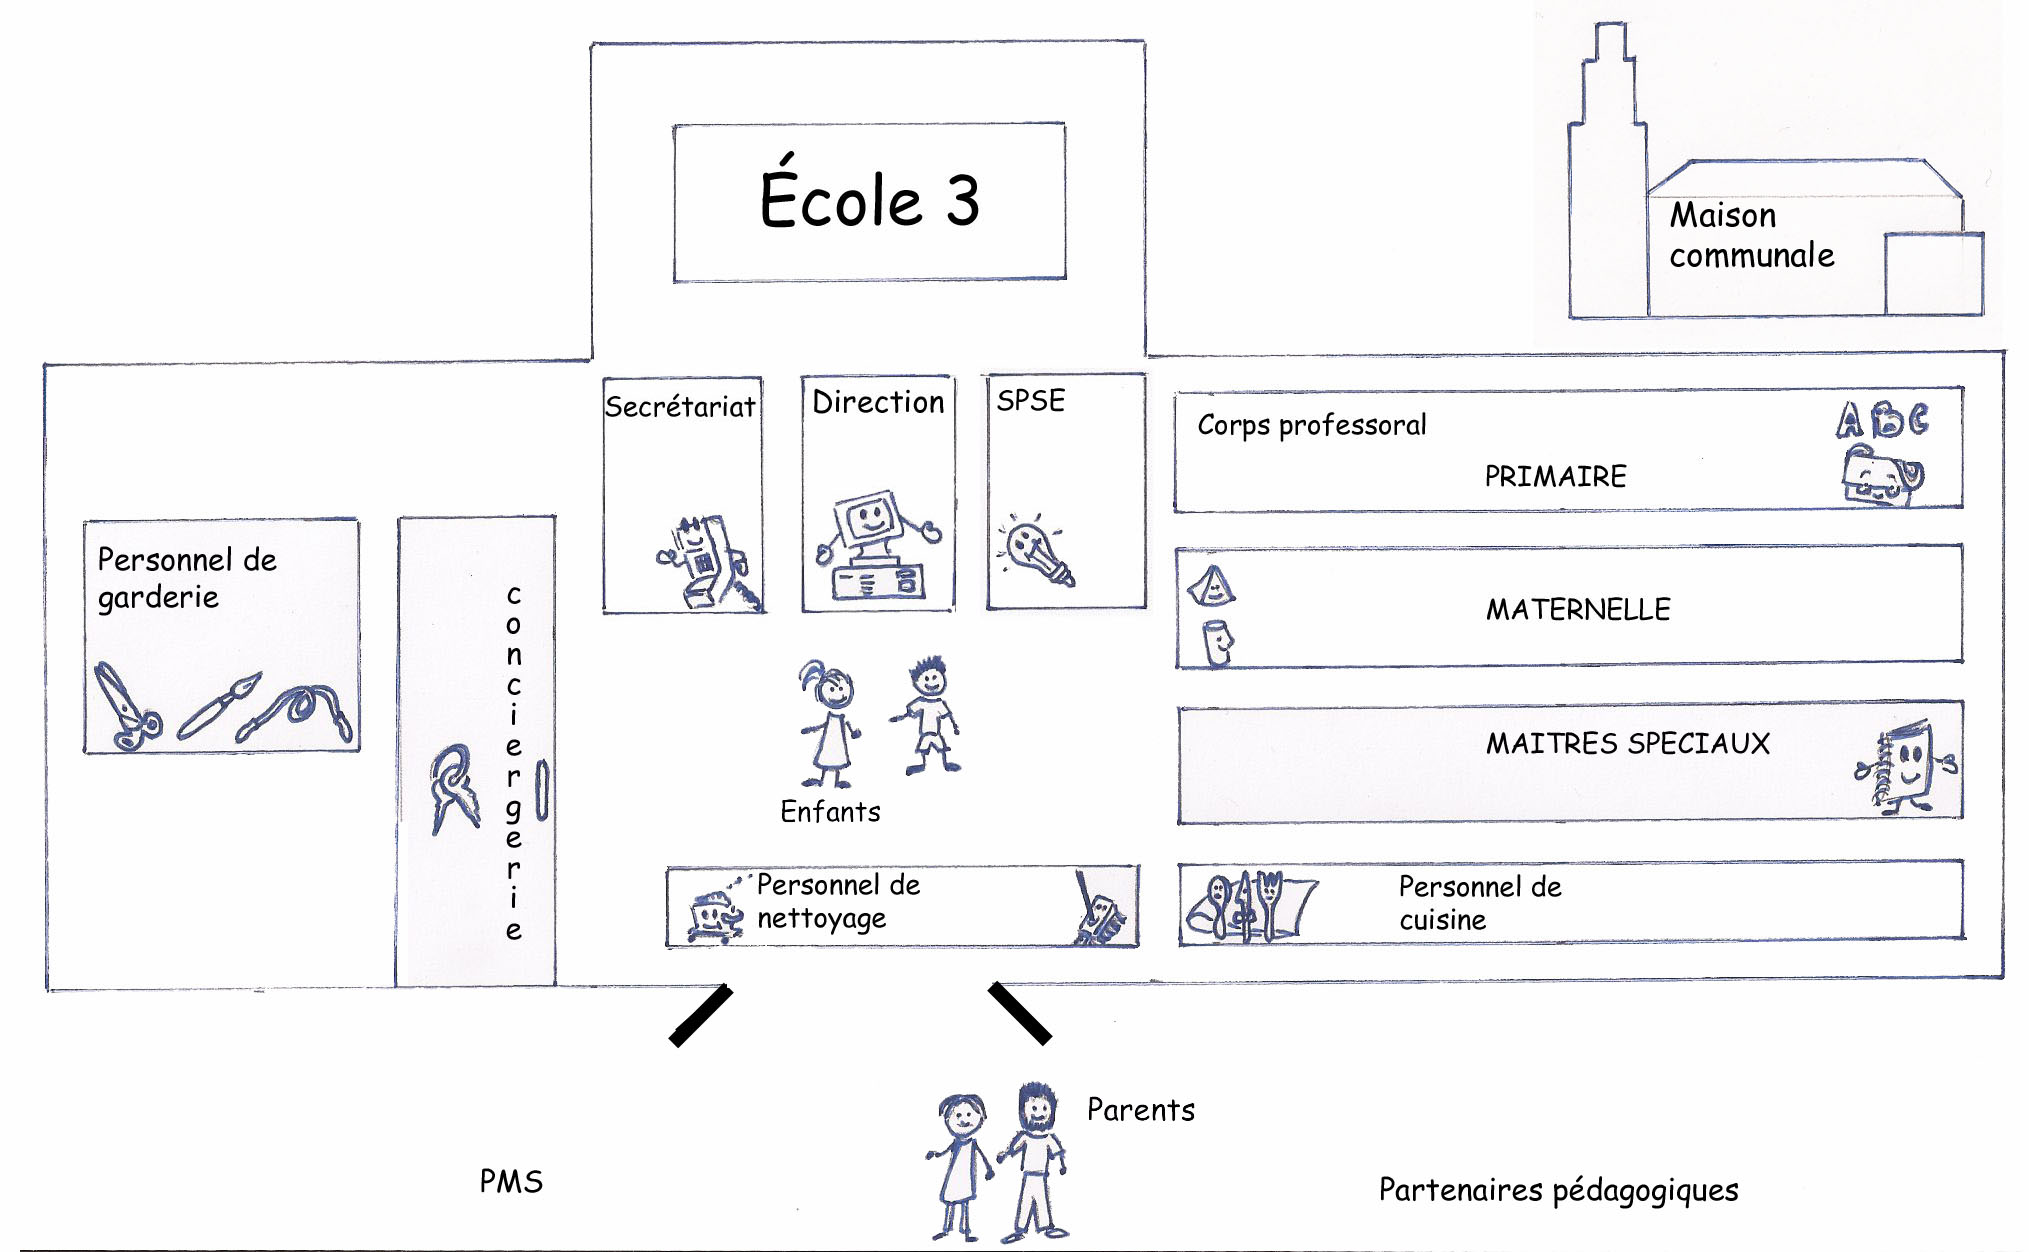 École 3
Maison
communale
Secrétariat
Direction
SPSE
Corps professoral
PRIMAIRE
ABC
Personnel de
garderie
conciergerie
MATERNELLE
MAITRES SPECIAUX
Enfants
Personnel de
nettoyage
Personnel de
cuisine
Parents
PMS
Partenaires pédagogiques